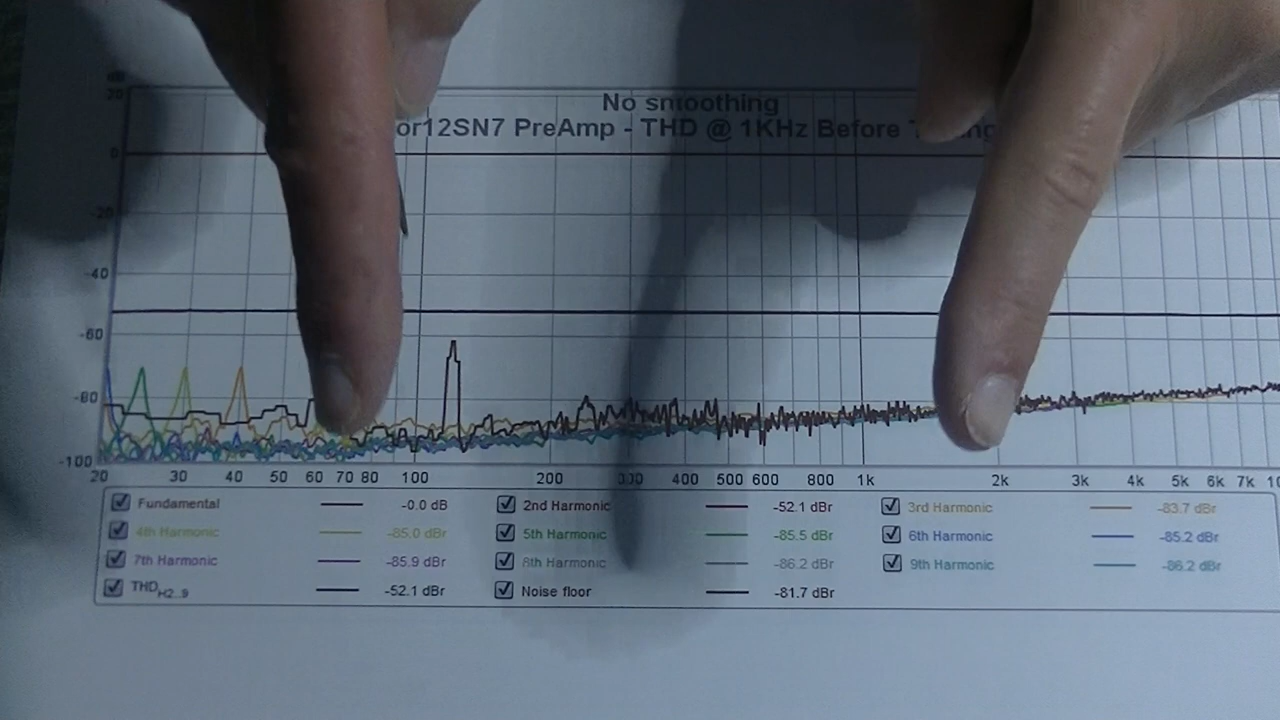 No smoothing
or12SN7 PreAmp - THD @ 1KHz Before
20
0
-20
-40
-60
-80
-100
20 30 40 50 60 70 80 100 200 300 400 500 600 800 1k 2k 3k 4k 5k 6k 7k
Fundamental -0.0 dB 2nd Harmonic -52.1 dBr 3rd Harmonic -83.7 dBr
4th Harmonic -85.0 dBr 5th Harmonic -85.5 dBr 6th Harmonic -85.2 dBr
7th Harmonic -85.9 dBr 8th Harmonic -86.2 dBr 9th Harmonic -86.2 dBr
THD H2..9 -52.1 dBr Noise floor -81.7 dBr